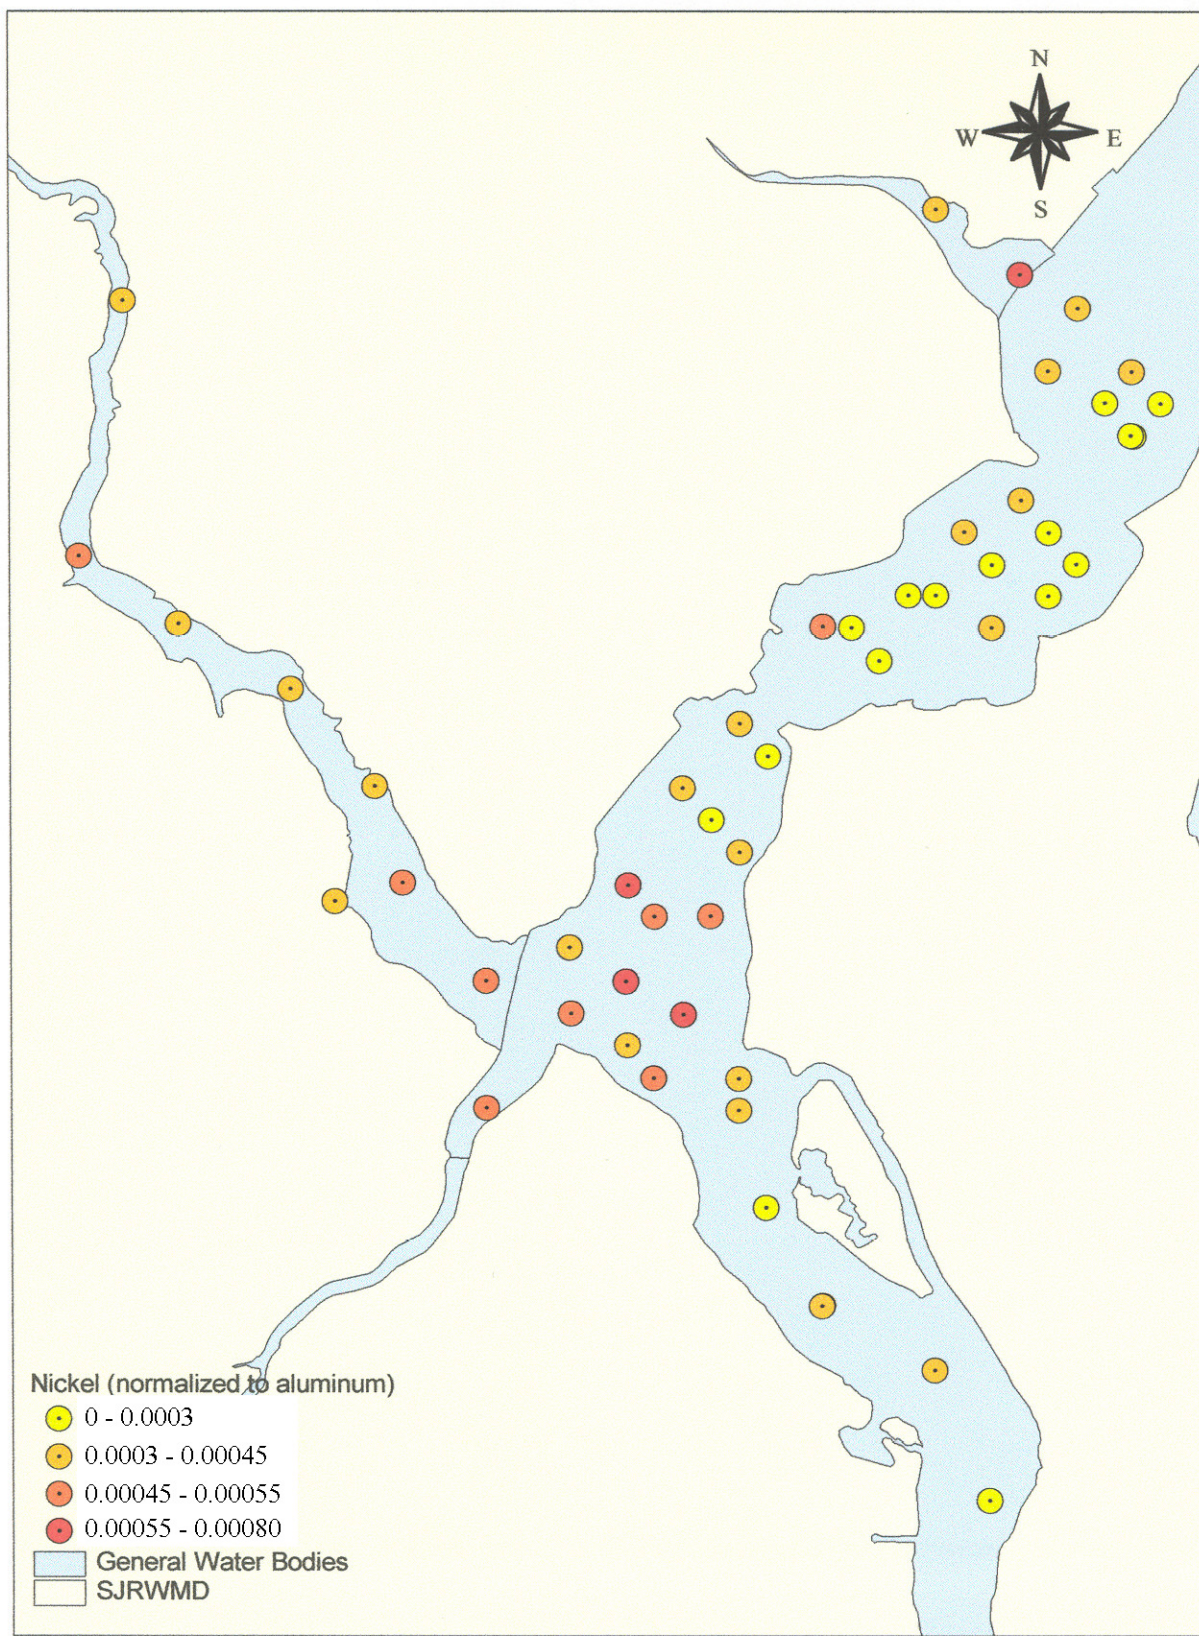 N
W E
S
Nickel (normalized to aluminum)
0 - 0.0003
0.0003 - 0.00045
0.00045 - 0.00055
0.00055 - 0.00080
General Water Bodies
SJRWMD